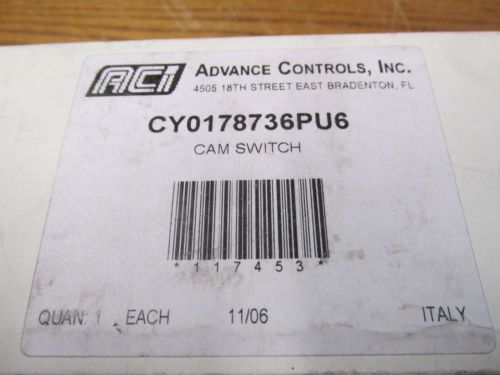 ACI ADVANCE CONTROLS, INC.
4505 18TH STREET EAST BRADENTON, FL
CY0178736PU6
CAM SWITCH
*117453*
QUAN: 1 EACH 11/06 ITALY